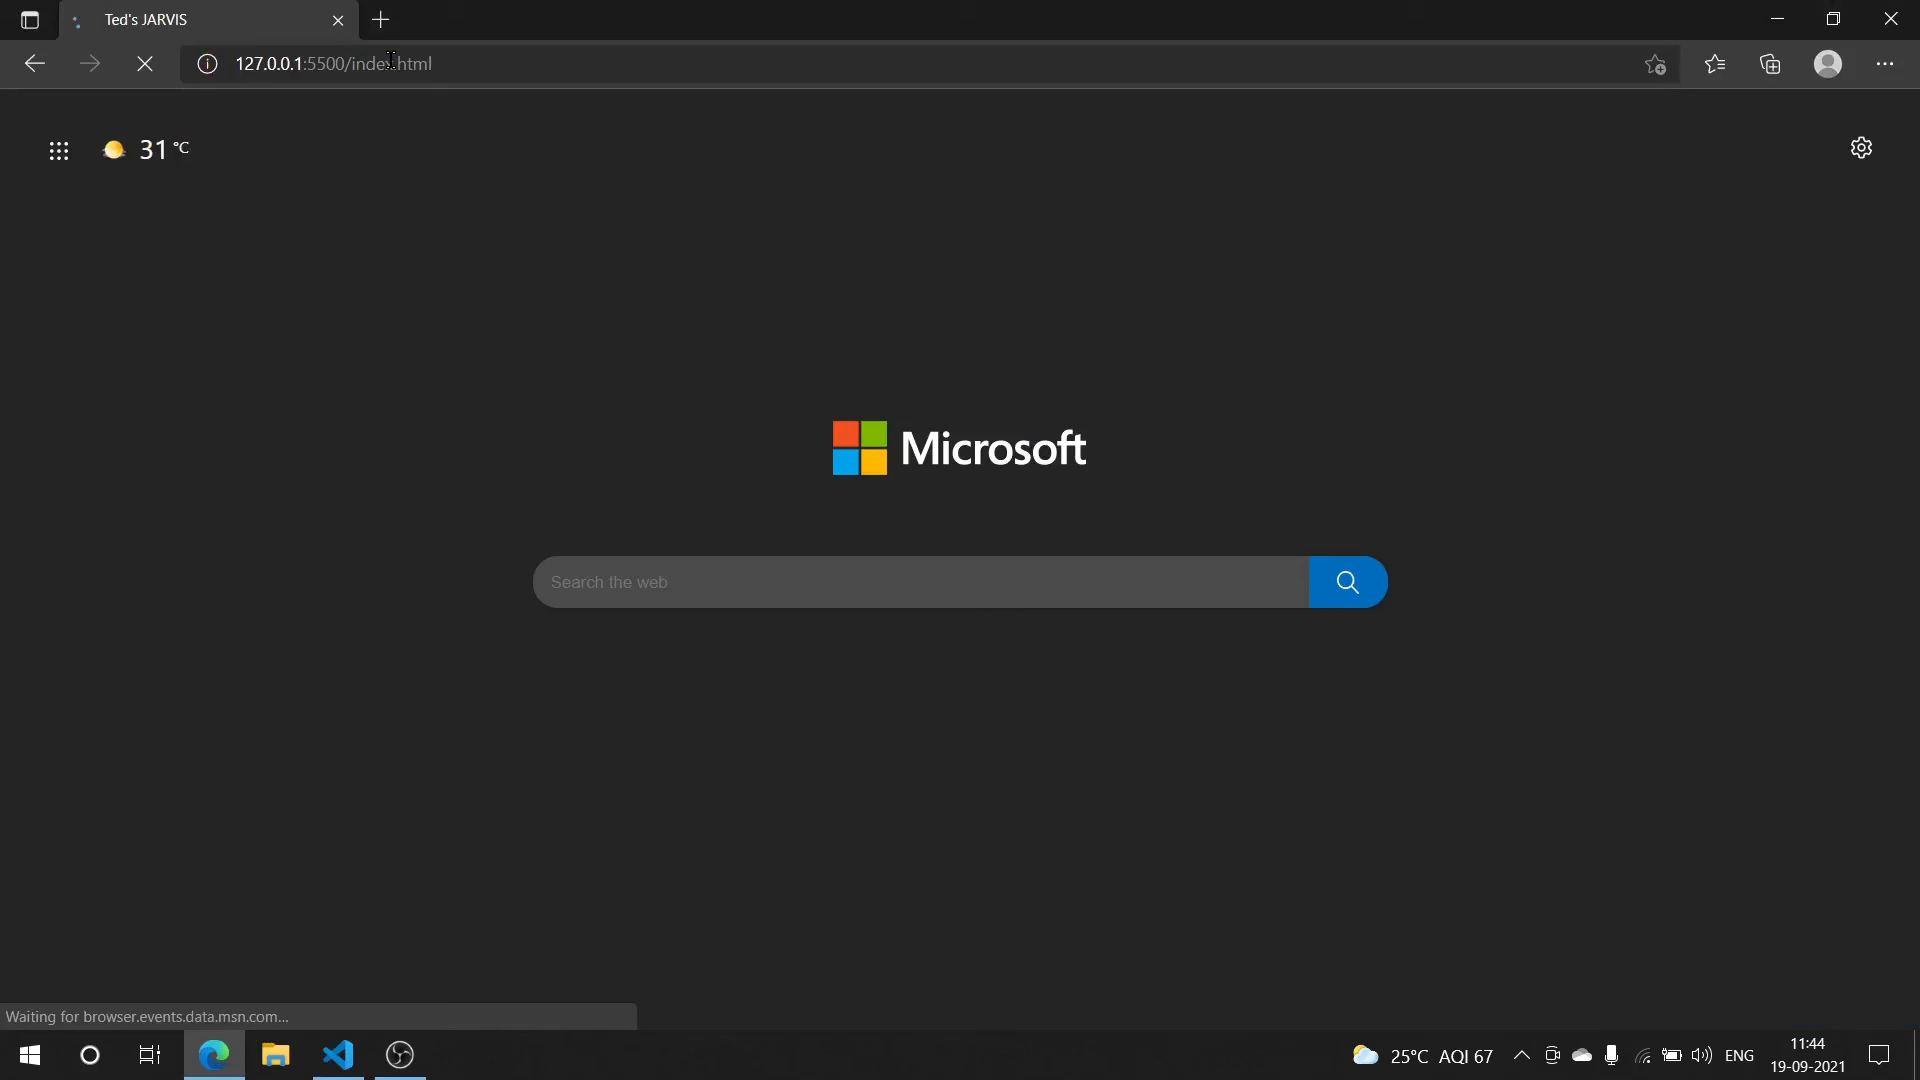 Ted's JARVIS
127.0.0.1:5500/index.html
31 °C
Microsoft
Search the web
Waiting for browser.events.data.msn.com...
25°C AQI 67
ENG
11:44
19-09-2021